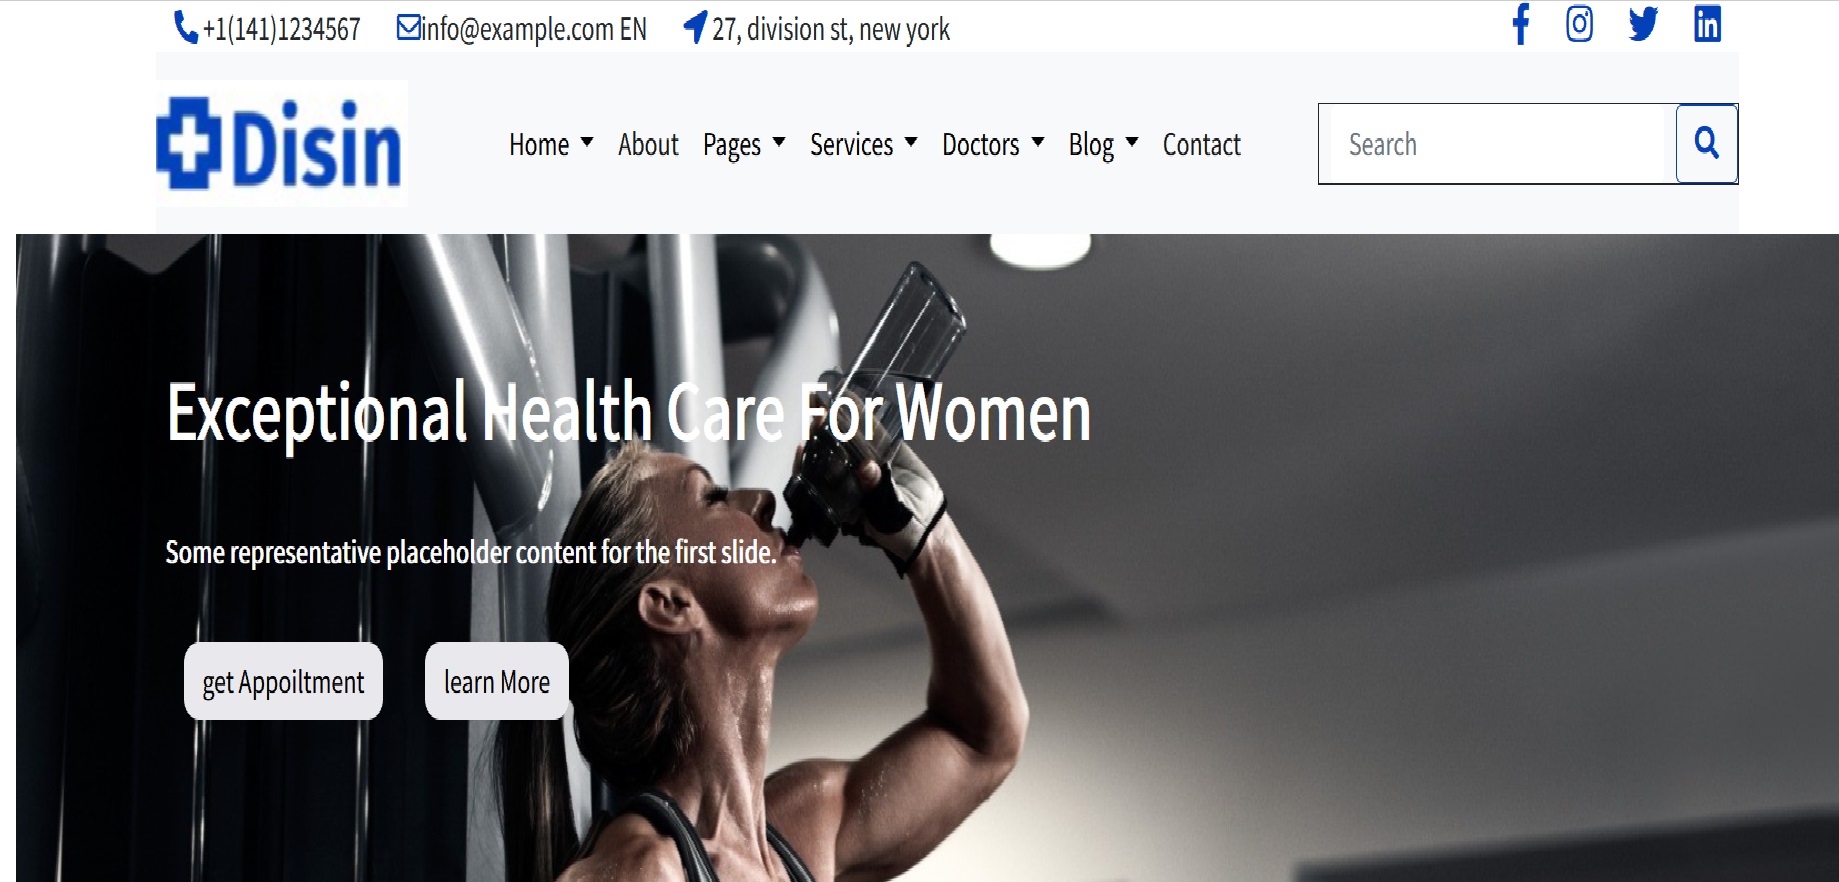 +1(141)1234567 info@example.com EN 27, division st, new york
Disin
Home About Pages Services Doctors Blog Contact Search
Exceptional Health Care For Women
Some representative placeholder content for the first slide.
get Appoiltment learn More